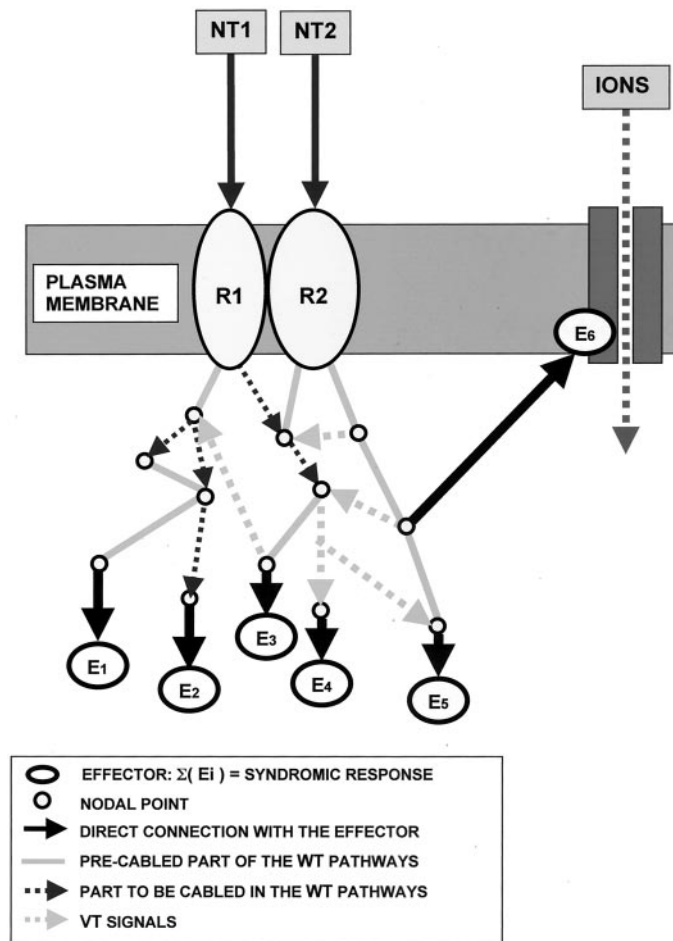 NT1
NT2
IONS
PLASMA
MEMBRANE
R1
R2
E6
E1
E2
E3
E4
E5
EFFECTOR: Σ( Ei ) = SYNDROMIC RESPONSE
NODAL POINT
DIRECT CONNECTION WITH THE EFFECTOR
PRE-CABLED PART OF THE WT PATHWAYS
PART TO BE CABLED IN THE WT PATHWAYS
VT SIGNALS